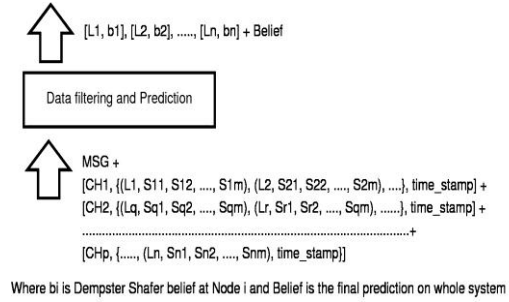 [L1, b1], [L2, b2], ....., [Ln, bn] + Belief
Data filtering and Prediction
MSG +
[CH1, {(L1, S11, S12, ...., S1m), (L2, S21, S22, ...., S2m), ....}, time_stamp] +
[CH2, {(Lq, Sq1, Sq2, ...., Sqm), (Lr, Sr1, Sr2, ...., Sqm), ......}, time_stamp] +
....................................................................................................+
[CHp, {....., (Ln, Sn1, Sn2, ...., Snm), time_stamp}]
Where bi is Dempster Shafer belief at Node i and Belief is the final prediction on whole system